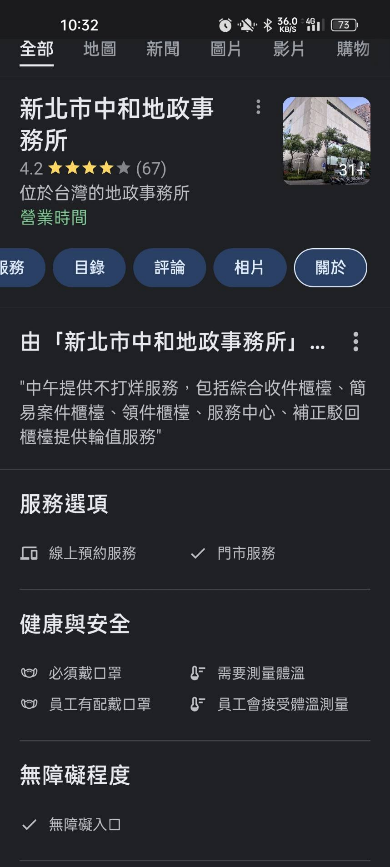 10:32
36.0 KB/S 4G 73
全部 地圖 新聞 圖片 影片 購物
新北市中和地政事
務所
4.2 (67)
31+
位於台灣的地政事務所
營業時間
服務 目錄 評論 相片 關於
由「新北市中和地政事務所」...
"中午提供不打烊服務，包括綜合收件櫃檯、簡
易案件櫃檯、領件櫃檯、服務中心、補正駁回
櫃檯提供輪值服務"
服務選項
線上預約服務 門市服務
健康與安全
必須戴口罩 需要測量體溫
員工有配戴口罩 員工會接受體溫測量
無障礙程度
無障礙入口